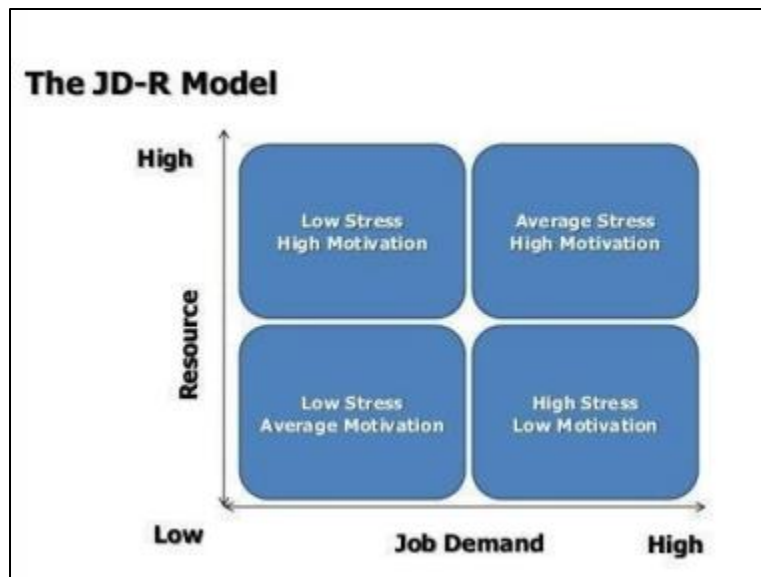 The JD-R Model
High
Low Stress
High Motivation
Average Stress
High Motivation
Resource
Low Stress
Average Motivation
High Stress
Low Motivation
Low
Job Demand
High